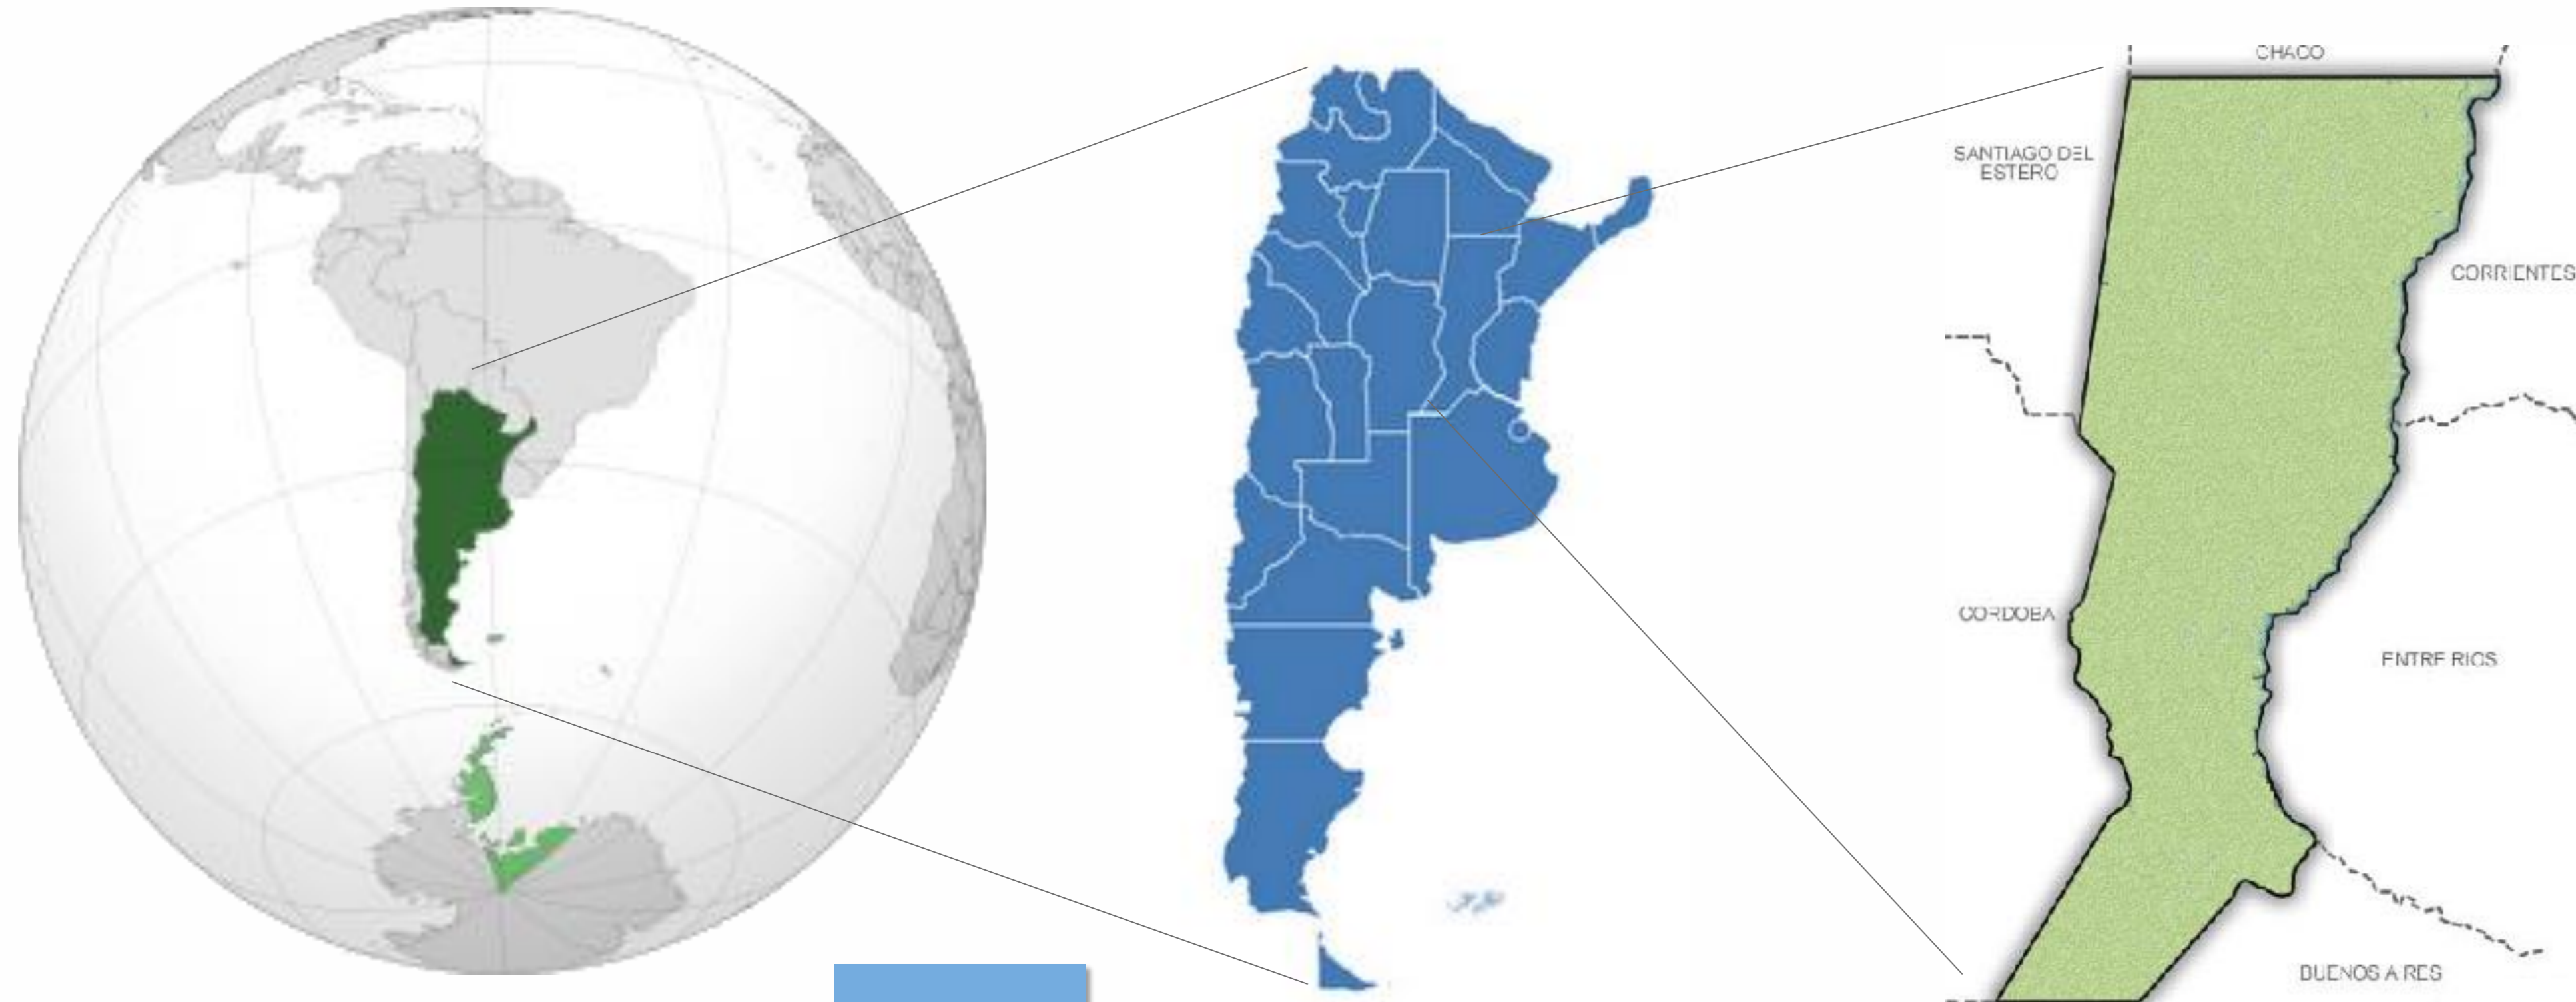 CHACO
SANTIAGO DEL
ESTERO
CORRIENTES
CORDOBA
ENTRE RIOS
BUENOS AIRES